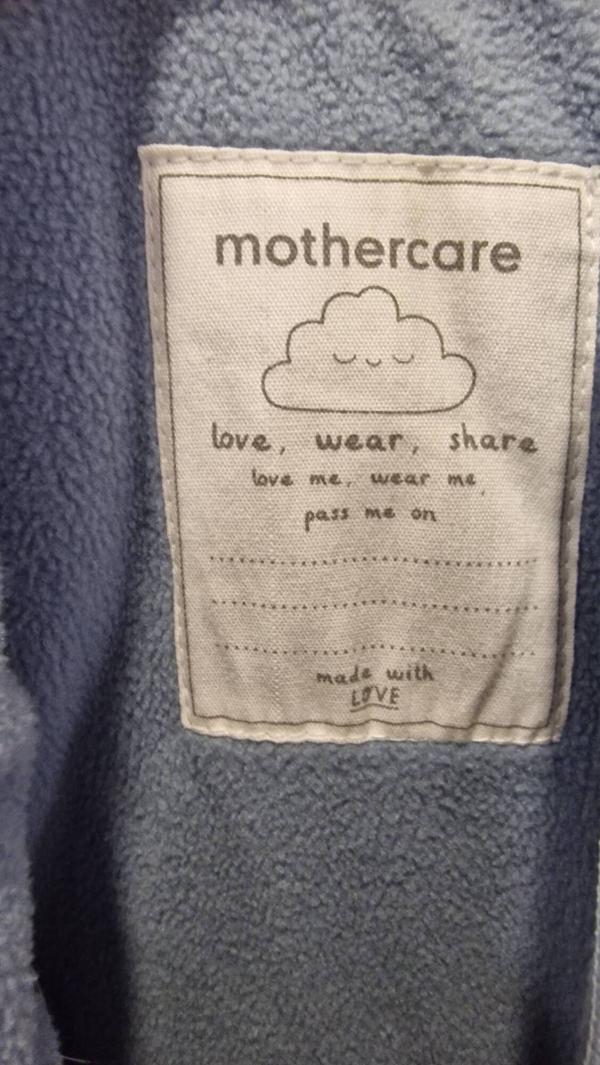 mothercare
love, wear, share
love me, wear me,
pass me on
made with
LOVE